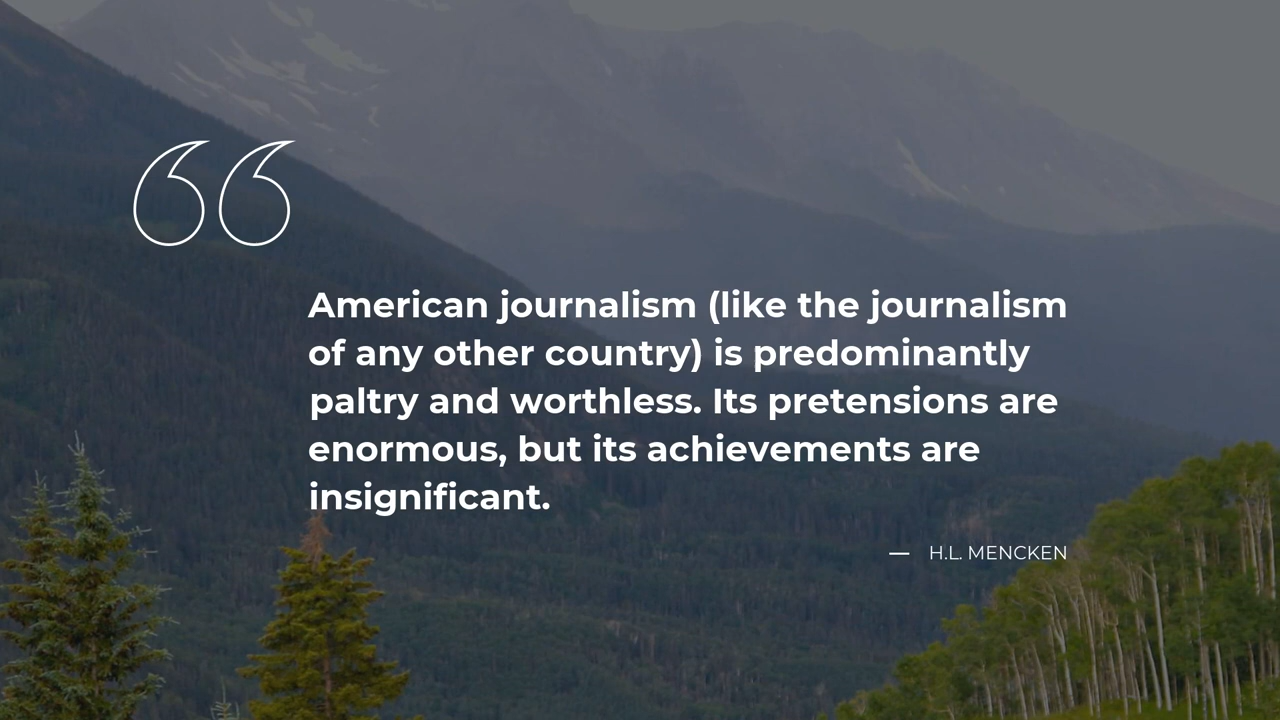 “
American journalism (like the journalism
of any other country) is predominantly
paltry and worthless. Its pretensions are
enormous, but its achievements are
insignificant.
— H.L. MENCKEN